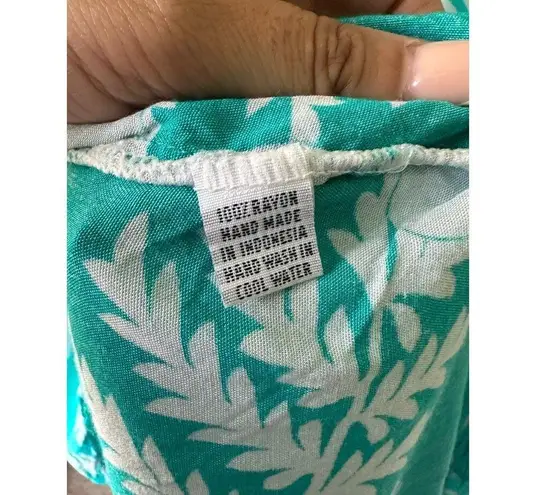 100% RAYON
HAND MADE
IN INDONESIA
HAND WASH IN
COOL WATER